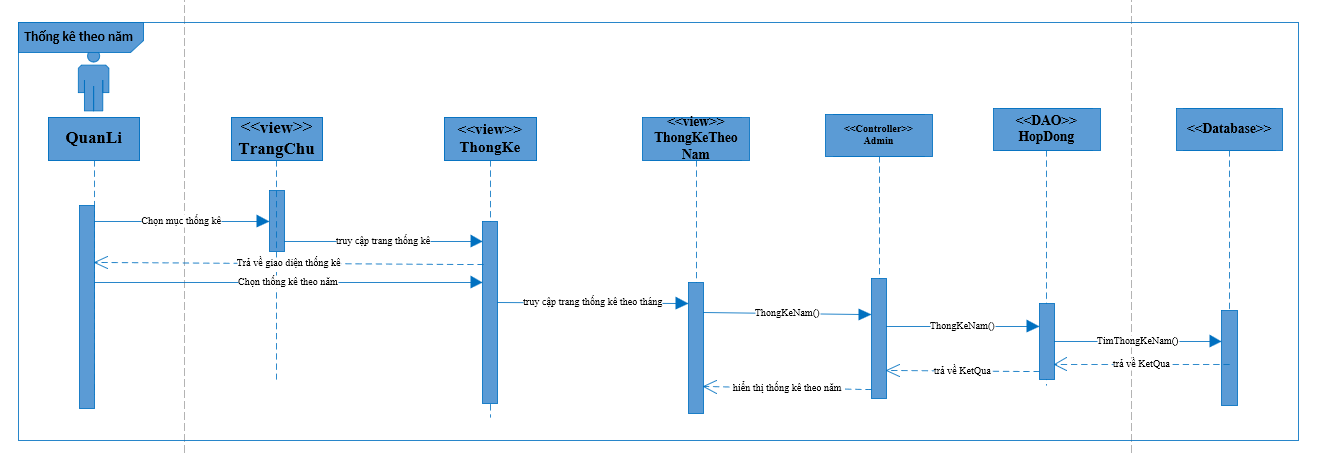 Thống kê theo năm
QuanLi
<<view>>
TrangChu
<<view>>
ThongKe
<<view>>
ThongKeTheo
Nam
<<Controller>>
Admin
<<DAO>>
HopDong
<<Database>>
Chọn mục thống kê
truy cập trang thống kê
Trả về giao diện thống kê
Chọn thống kê theo năm
truy cập trang thống kê theo tháng
ThongKeNam()
ThongKeNam()
TimThongKeNam()
trả về KetQua
trả về KetQua
hiển thị thống kê theo năm